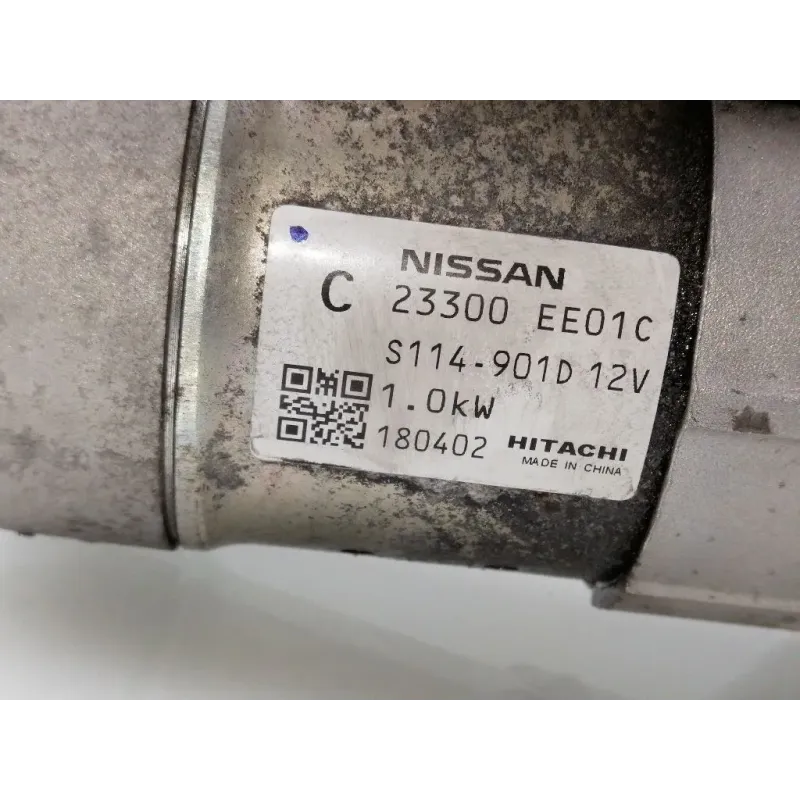 NISSAN
C 23300 EE01C
S114-901D 12V
1.0kW
180402 HITACHI
MADE IN CHINA